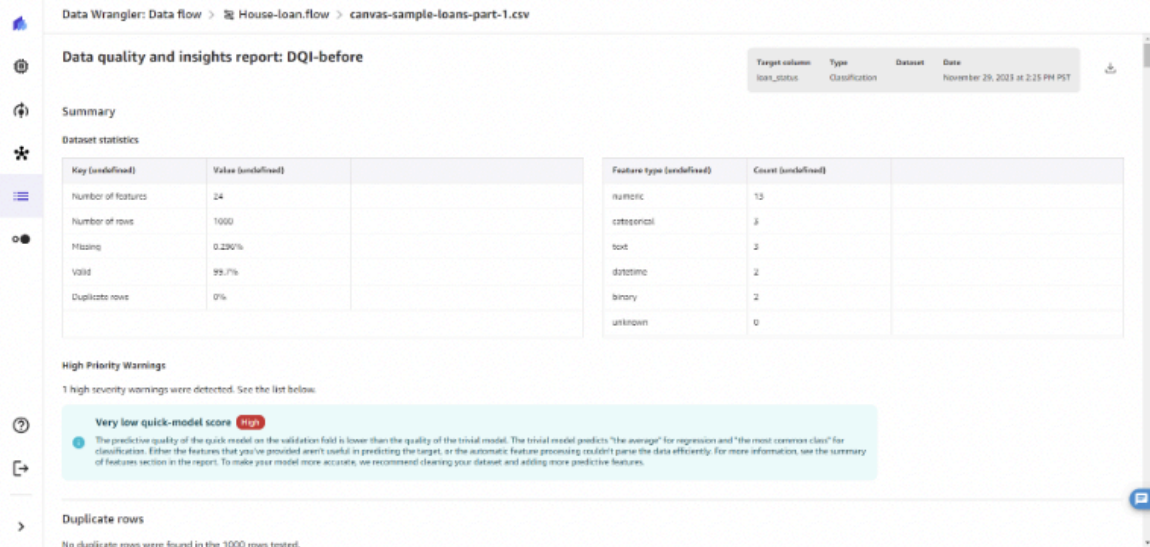 Data Wrangler: Data flow > House-loan.flow > canvas-sample-loans-part-1.csv
Data quality and insights report: DQI-before
Target column Type Dataset Date
loan_status Classification November 29, 2023 at 2:25 PM PST
Summary
Dataset statistics
Key (undefined) Value (undefined)
Number of features 24
Number of rows 1000
Missing 0.290%
Valid 99.7%
Duplicate rows 0%
Feature type (undefined) Count (undefined)
numeric 13
categorical 3
text 3
datetime 2
binary 2
unknown 0
High Priority Warnings
1 high severity warnings were detected. See the list below.
Very low quick-model score High
The predictive quality of the quick model on the validation fold is lower than the quality of the trivial model. The trivial model predicts "the average" for regression and "the most common class" for
classification. Either the features that you've provided aren't useful in predicting the target, or the automatic feature processing couldn't parse the data efficiently. For more information, see the summary
of features section in the report. To make your model more accurate, we recommend cleaning your dataset and adding more predictive features.
Duplicate rows
No duplicate rows were found in the 1000 rows tested.